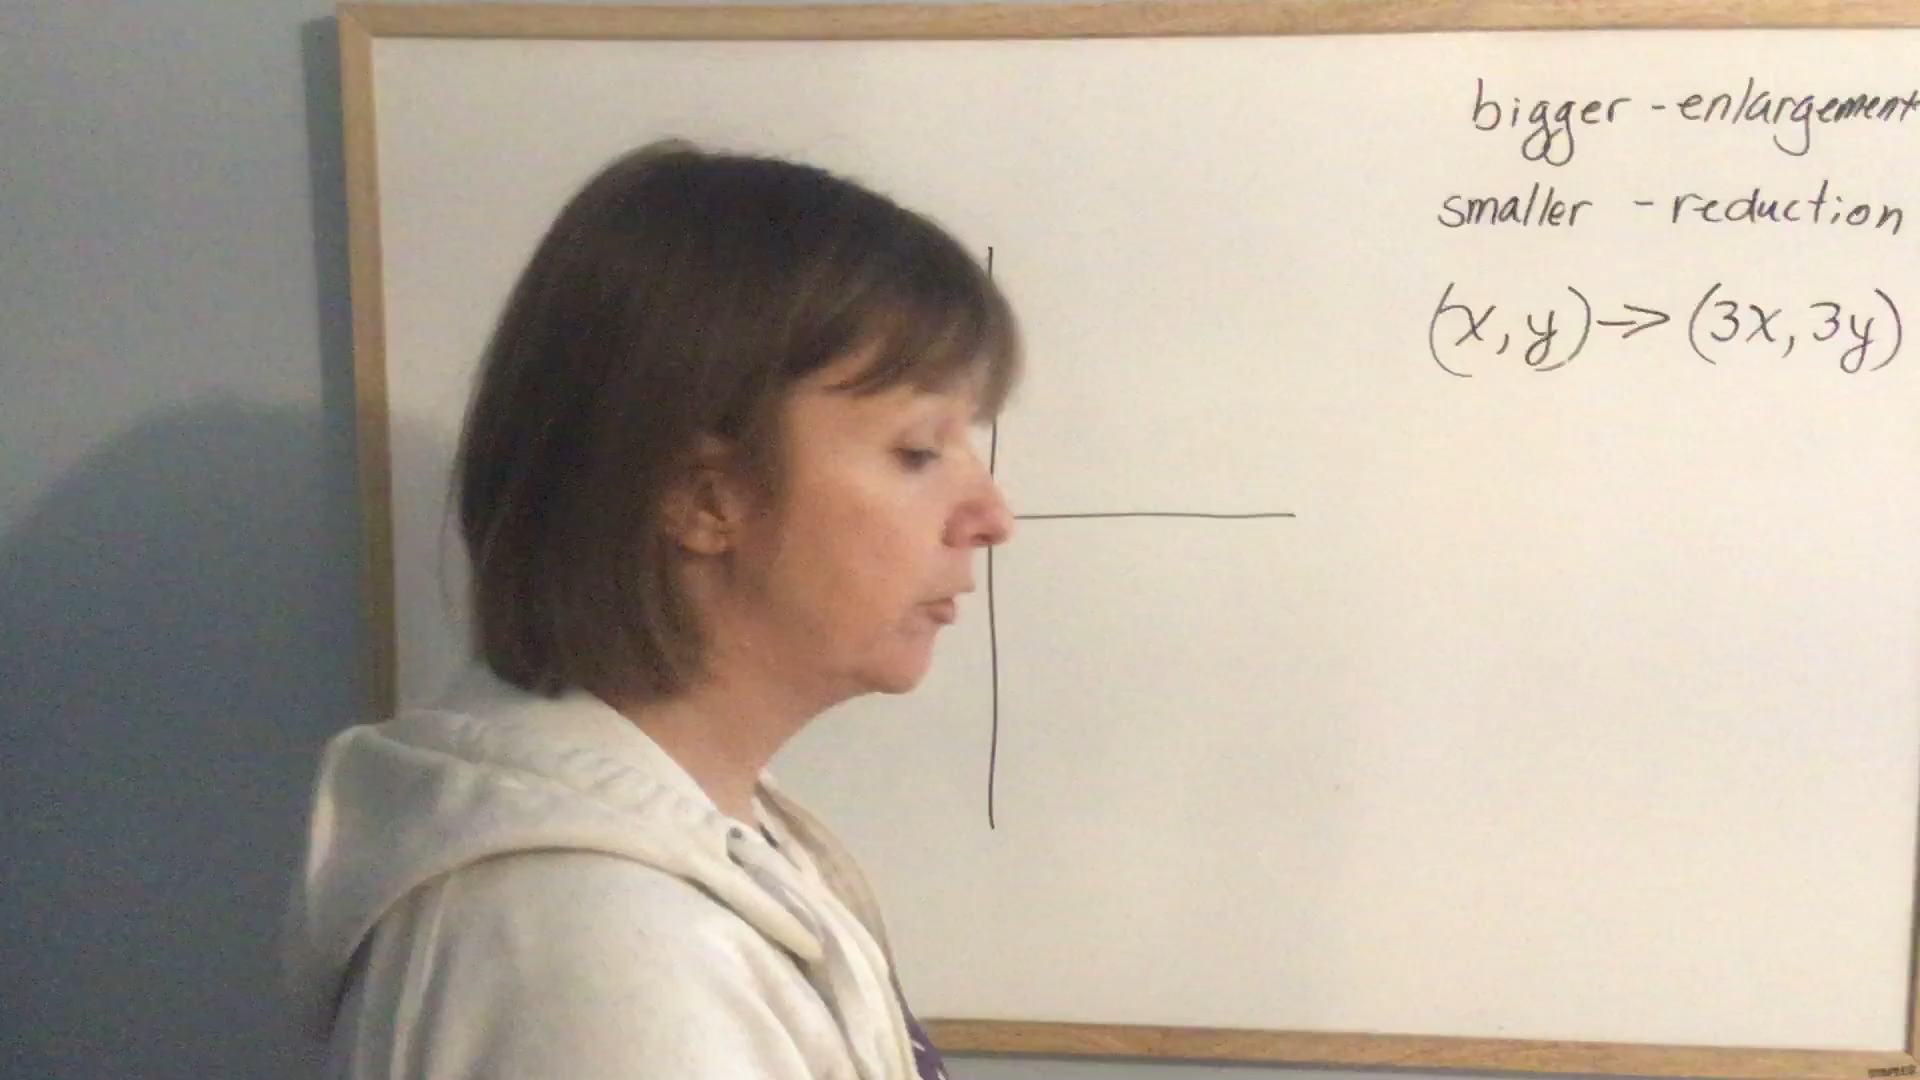 bigger - enlargement
smaller - reduction
(x, y) -> (3x, 3y)